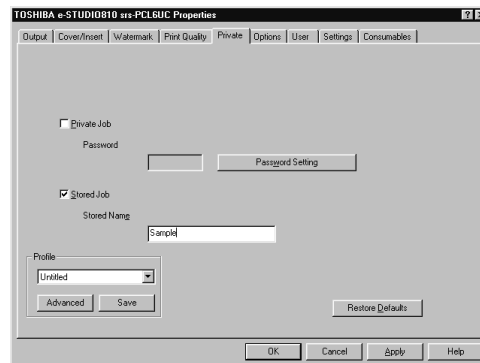 TOSHIBA e-STUDIO810 srs-PCL6UC Properties
Output Cover/Insert Watermark Print Quality Private Options User Settings Consumables
Private Job
Password
Password Setting
Stored Job
Stored Name
Sample
Profile
Untitled
Advanced Save
Restore Defaults
OK Cancel Apply Help